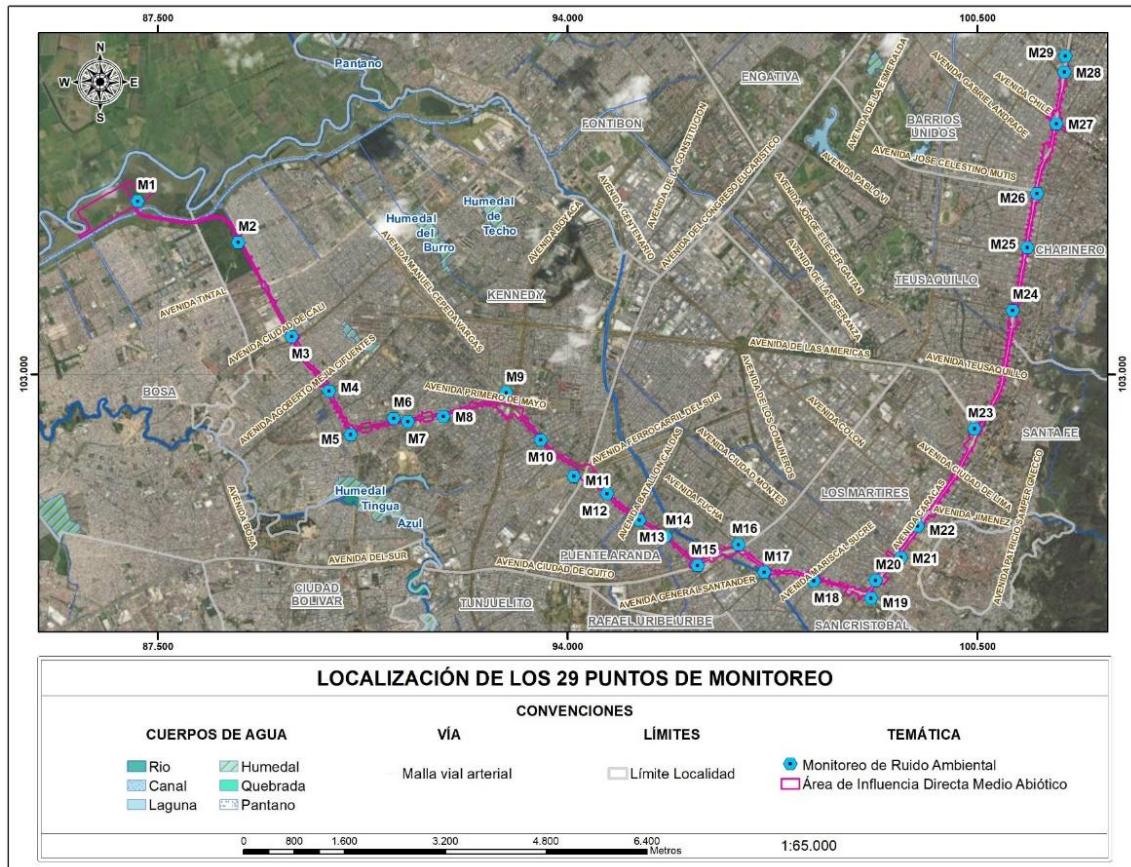 87.500
94.000
100.500
N
W
E
S
Pantano
ENGATIVA
FONTIBON
AVENIDA DE LA ESMERALDA
AVENIDA GABRIEL ANDRADE
AVENIDA CHILE
BARRIOS
UNIDOS
M29
M28
M27
AVENIDA DE LA CONSTITUCION
AVENIDA DEL CONGRESO EUCARISTICO
AVENIDA CENTENARIO
AVENIDA BOYACA
AVENIDA JOSE CELESTINO MUTIS
AVENIDA PABLO VI
AVENIDA JORGE ELIECER GAITAN
AVENIDA DE LA ESPERANZA
M26
M25
CHAPINERO
TEUSAQUILLO
M24
M1
M2
Humedal
del
Burro
Humedal
de
Techo
KENNEDY
AVENIDA MANUEL CEPEDA VARGAS
AVENIDA TINTAL
AVENIDA CIUDAD DE CALI
AVENIDA AGOBERTO MEJIA CIFUENTES
AVENIDA DE LAS AMERICAS
AVENIDA TEUSAQUILLO
103.000
103.000
M3
BOSA
M4
M5
M6
M7
M8
M9
AVENIDA PRIMERO DE MAYO
M10
AVENIDA FERROCARRIL DEL SUR
AVENIDA DE LOS COMUNEROS
AVENIDA COLON
AVENIDA CIUDAD MONTES
M23
SANTA FE
AVENIDA CIUDAD DE LIMA
AVENIDA PATRICIO SAMPER GNECCO
LOS MARTIRES
AVENIDA CARACAS
AVENIDA JIMENEZ
M22
M21
M20
M19
M18
M17
M16
M15
M14
M13
M12
M11
AVENIDA BATALLON CALDAS
AVENIDA FUCHA
AVENIDA MARISCAL SUCRE
PUENTE ARANDA
AVENIDA CIUDAD DE QUITO
AVENIDA GENERAL SANTANDER
Humedal
Tingua
Azul
AVENIDA BOSA
AVENIDA DEL SUR
CIUDAD
BOLIVAR
TUNJUELITO
RAFAEL URIBE URIBE
SAN CRISTOBAL
87.500
94.000
100.500
LOCALIZACIÓN DE LOS 29 PUNTOS DE MONITOREO
CONVENCIONES
CUERPOS DE AGUA
VÍA
LÍMITES
TEMÁTICA
Rio
Humedal
Canal
Quebrada
Laguna
Pantano
Malla vial arterial
Límite Localidad
Monitoreo de Ruido Ambiental
Área de Influencia Directa Medio Abiótico
0 800 1.600 3.200 4.800 6.400
Metros
1:65.000